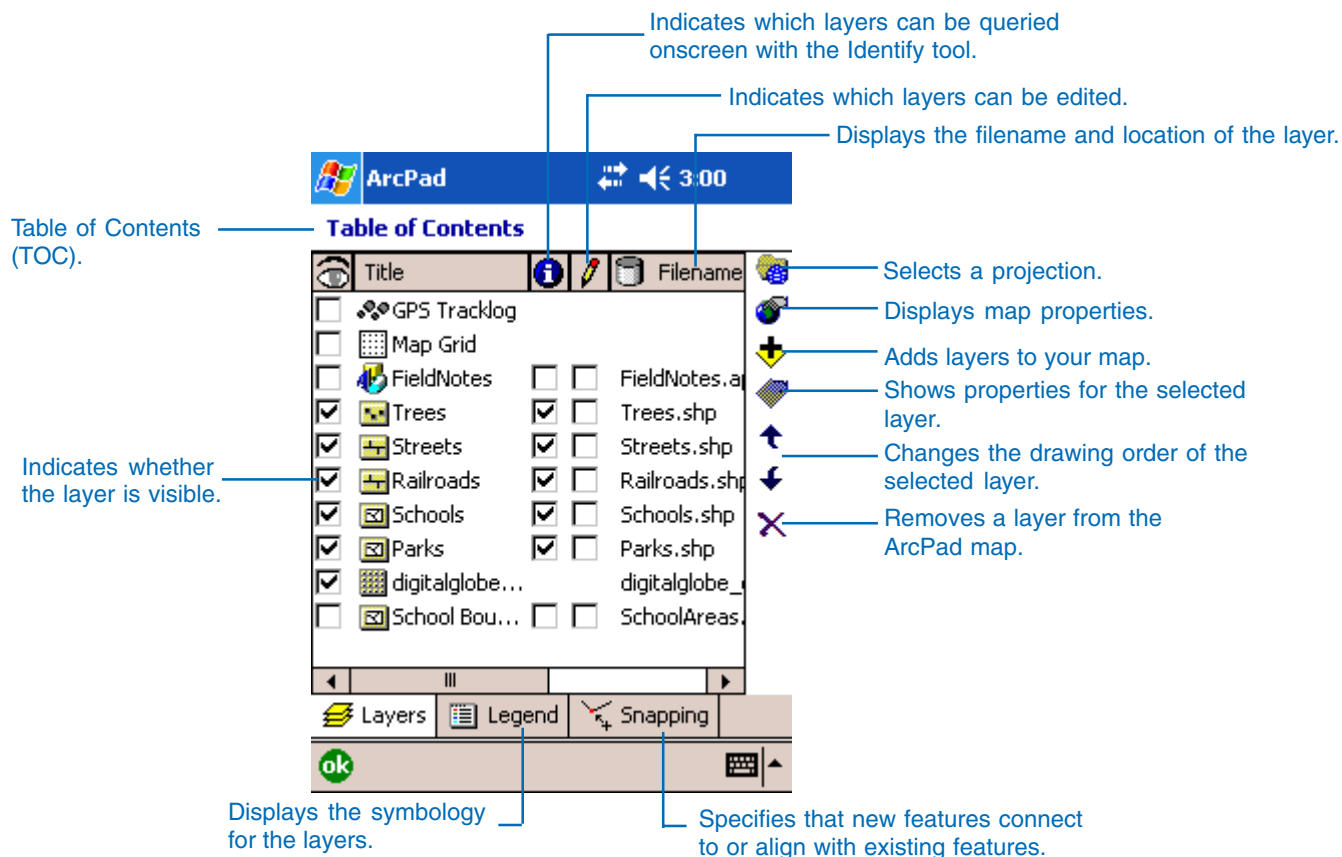 Indicates which layers can be queried
onscreen with the Identify tool.
Indicates which layers can be edited.
Displays the filename and location of the layer.
ArcPad 3:00
Table of Contents
(TOC).
Table of Contents
Title Filename
Selects a projection.
GPS Tracklog
Displays map properties.
Map Grid
Adds layers to your map.
FieldNotes FieldNotes.a
Shows properties for the selected
layer.
Trees Trees.shp
Streets Streets.shp
Changes the drawing order of the
selected layer.
Indicates whether
the layer is visible.
Railroads Railroads.shp
Schools Schools.shp
Removes a layer from the
ArcPad map.
Parks Parks.shp
digitalglobe... digitalglobe_
School Bou... SchoolAreas.
Layers Legend Snapping
ok
Displays the symbology
for the layers.
Specifies that new features connect
to or align with existing features.